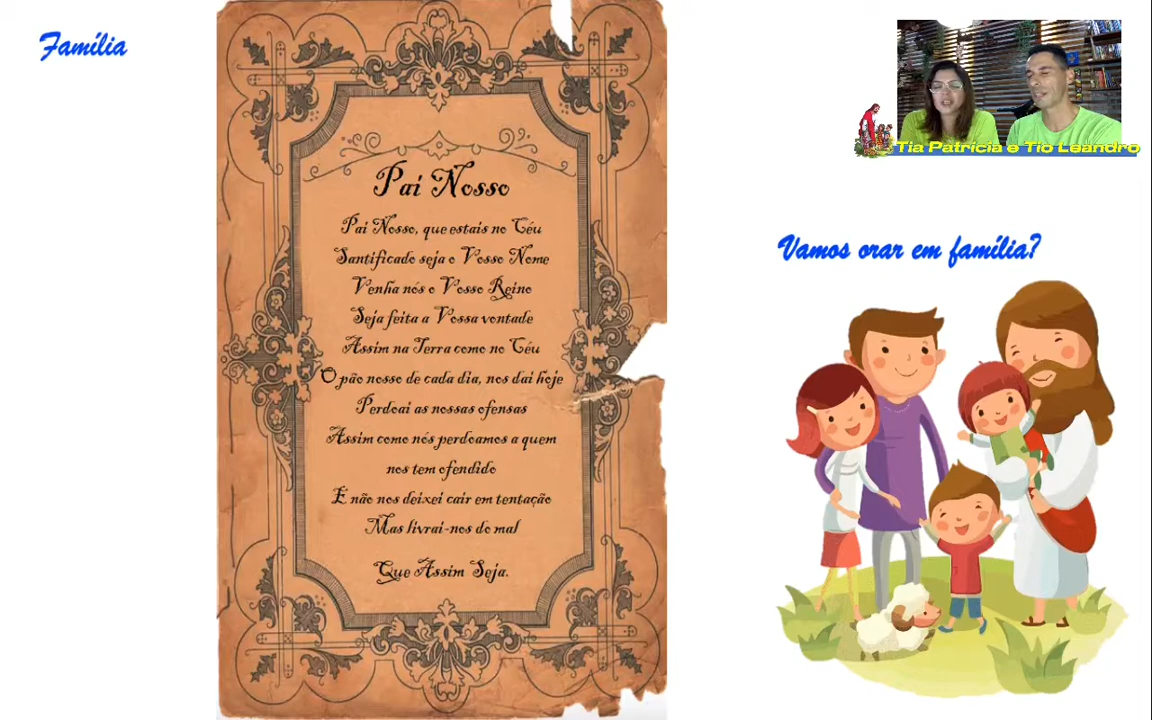 Família
Pai Nosso
Pai Nosso, que estais no Céu
Santificado seja o Vosso Nome
Venha nós o Vosso Reino
Seja feita a Vossa vontade
Assim na Terra como no Céu
O pão nosso de cada dia, nos dai hoje
Perdoai as nossas ofensas
Assim como nós perdoamos a quem
nos tem ofendido
E não nos deixei cair em tentação
Mas livrai-nos do mal
Que Assim Seja.
Tia Patrícia e Tio Leandro
Vamos orar em família?